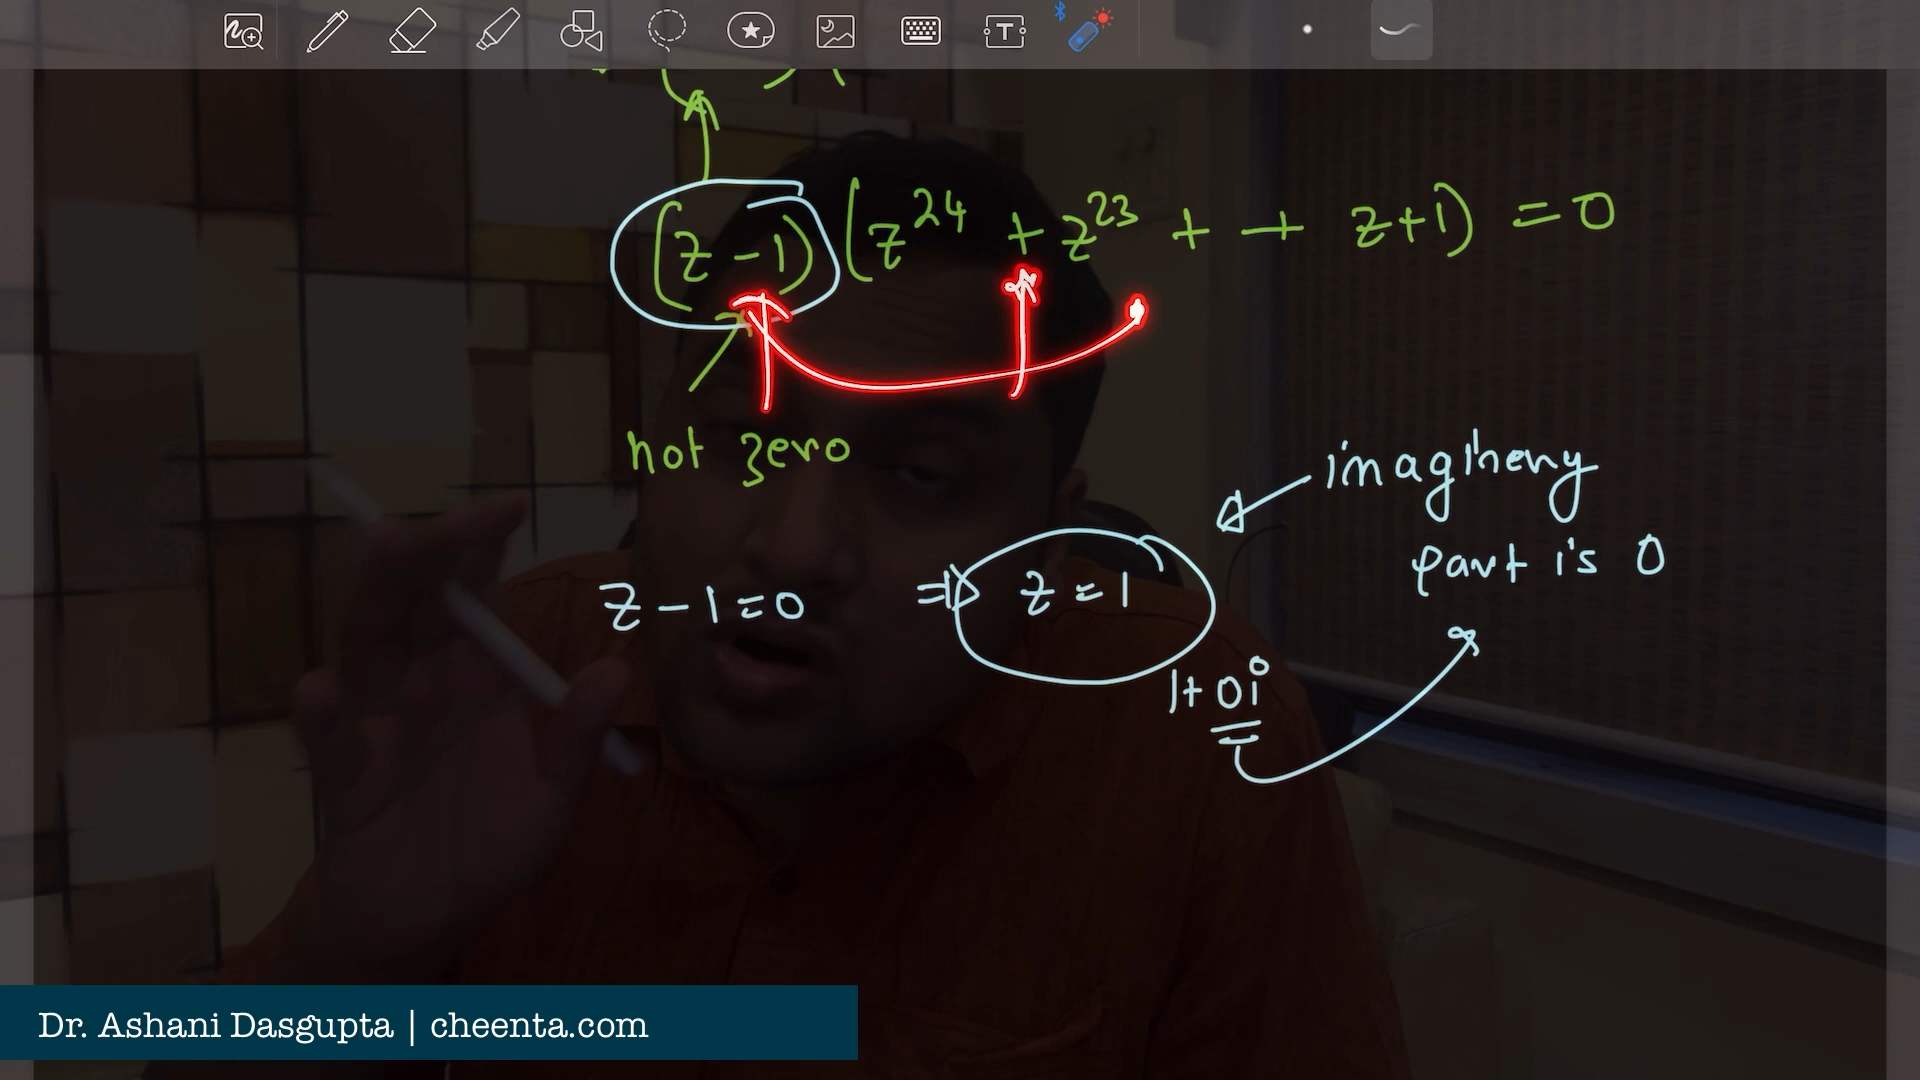 (z - 1) (z^24 + z^23 + - + z+1) = 0
not zero
imaginery
part is 0
z - 1 = 0 ⇒ z = 1
1 + 0i
Dr. Ashani Dasgupta | cheenta.com